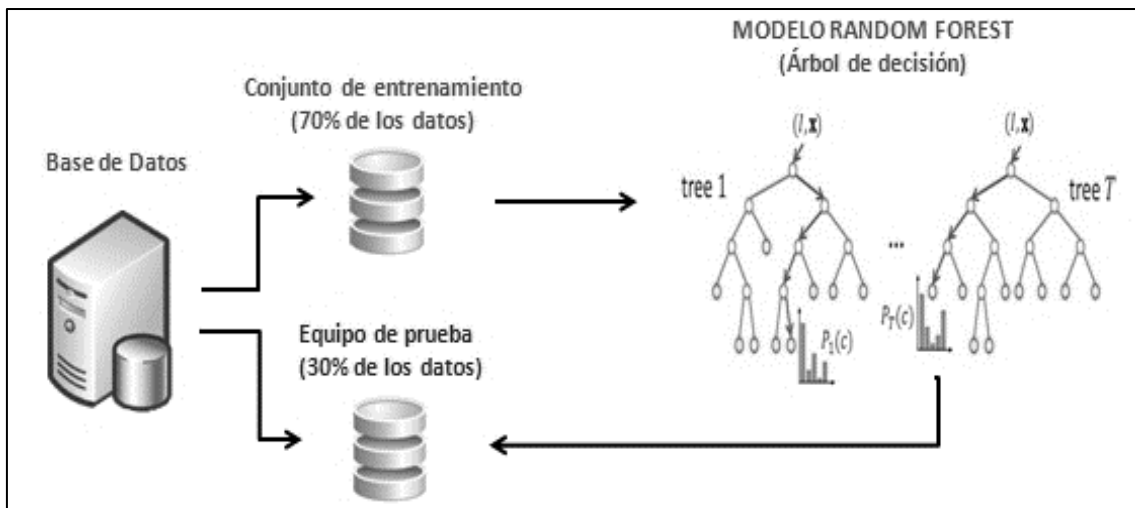 MODELO RANDOM FOREST
(Árbol de decisión)
Conjunto de entrenamiento
(70% de los datos)
Base de Datos
(l,x)
(l,x)
tree 1
tree T
...
Equipo de prueba
(30% de los datos)
P1(c)
PT(c)